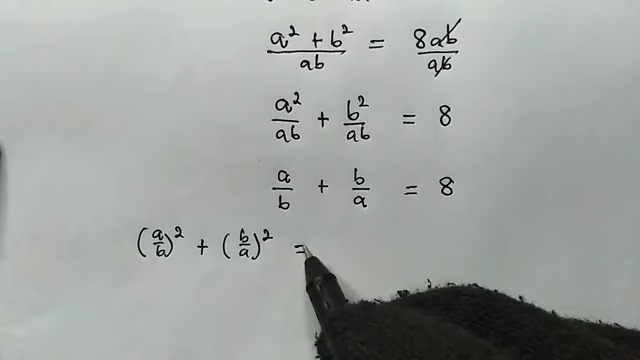 a² + b² / ab = 8ab / ab
a² / ab + b² / ab = 8
a / b + b / a = 8
(a/b)² + (b/a)² =